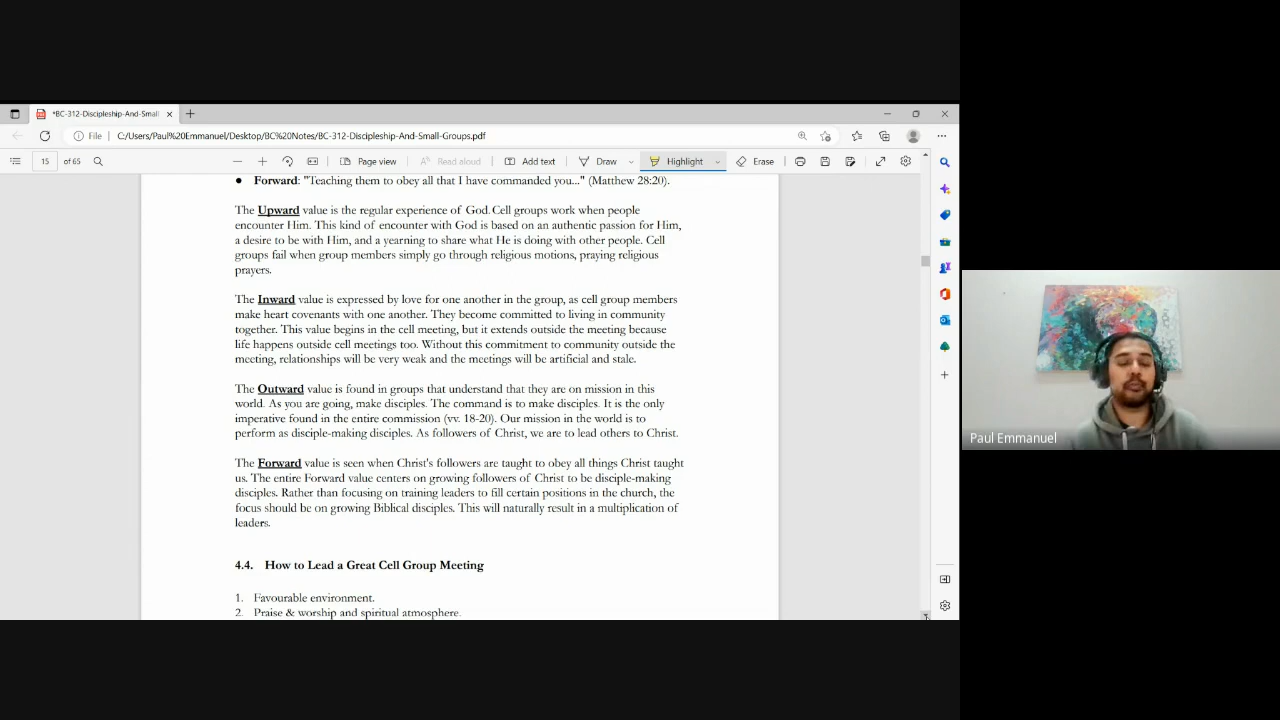 *BC-312-Discipleship-And-Small
File
C:/Users/Paul%20Emmanuel/Desktop/BC%20Notes/BC-312-Discipleship-And-Small-Groups.pdf
15 of 65
Page view
Read aloud
Add text
Draw
Highlight
Erase
● Forward: "Teaching them to obey all that I have commanded you..." (Matthew 28:20).
The Upward value is the regular experience of God. Cell groups work when people
encounter Him. This kind of encounter with God is based on an authentic passion for Him,
a desire to be with Him, and a yearning to share what He is doing with other people. Cell
groups fail when group members simply go through religious motions, praying religious
prayers.
The Inward value is expressed by love for one another in the group, as cell group members
make heart covenants with one another. They become committed to living in community
together. This value begins in the cell meeting, but it extends outside the meeting because
life happens outside cell meetings too. Without this commitment to community outside the
meeting, relationships will be very weak and the meetings will be artificial and stale.
The Outward value is found in groups that understand that they are on mission in this
world. As you are going, make disciples. The command is to make disciples. It is the only
imperative found in the entire commission (vv. 18-20). Our mission in the world is to
perform as disciple-making disciples. As followers of Christ, we are to lead others to Christ.
The Forward value is seen when Christ's followers are taught to obey all things Christ taught
us. The entire Forward value centers on growing followers of Christ to be disciple-making
disciples. Rather than focusing on training leaders to fill certain positions in the church, the
focus should be on growing Biblical disciples. This will naturally result in a multiplication of
leaders.
4.4. How to Lead a Great Cell Group Meeting
1. Favourable environment.
2. Praise & worship and spiritual atmosphere.
Paul Emmanuel